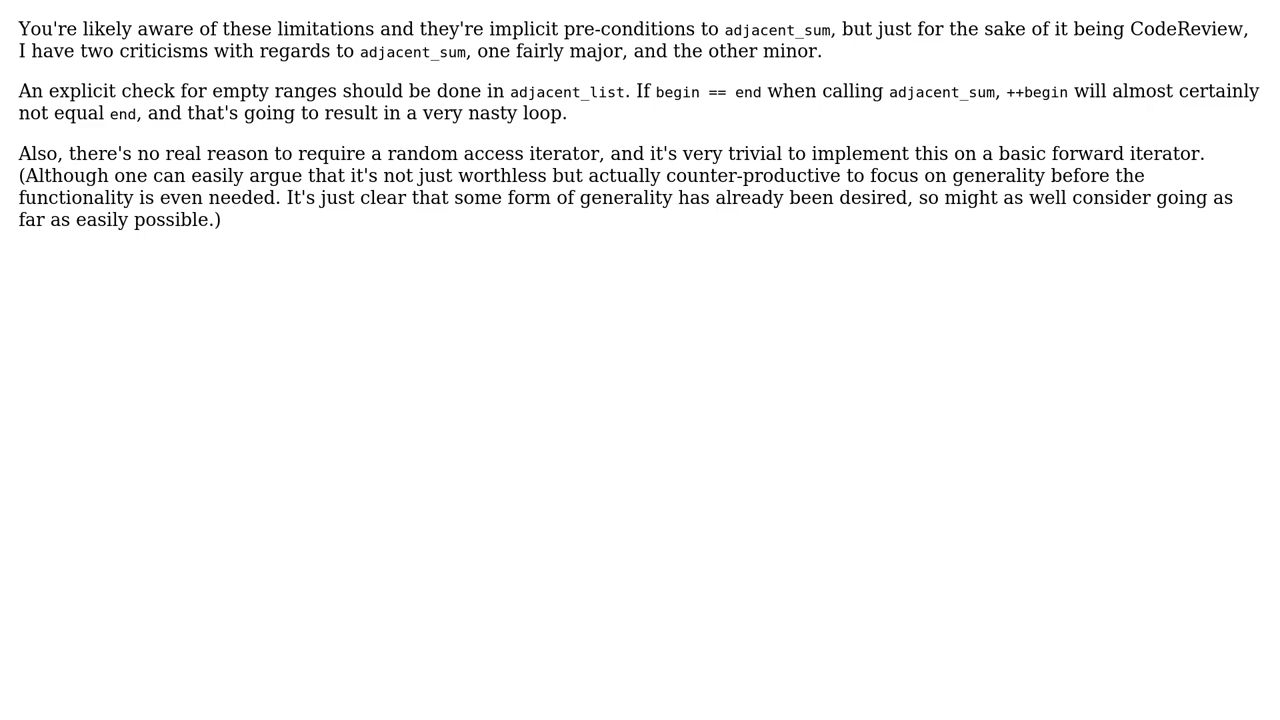 You're likely aware of these limitations and they're implicit pre-conditions to adjacent_sum, but just for the sake of it being CodeReview,
I have two criticisms with regards to adjacent_sum, one fairly major, and the other minor.
An explicit check for empty ranges should be done in adjacent_list. If begin == end when calling adjacent_sum, ++begin will almost certainly
not equal end, and that's going to result in a very nasty loop.
Also, there's no real reason to require a random access iterator, and it's very trivial to implement this on a basic forward iterator.
(Although one can easily argue that it's not just worthless but actually counter-productive to focus on generality before the
functionality is even needed. It's just clear that some form of generality has already been desired, so might as well consider going as
far as easily possible.)